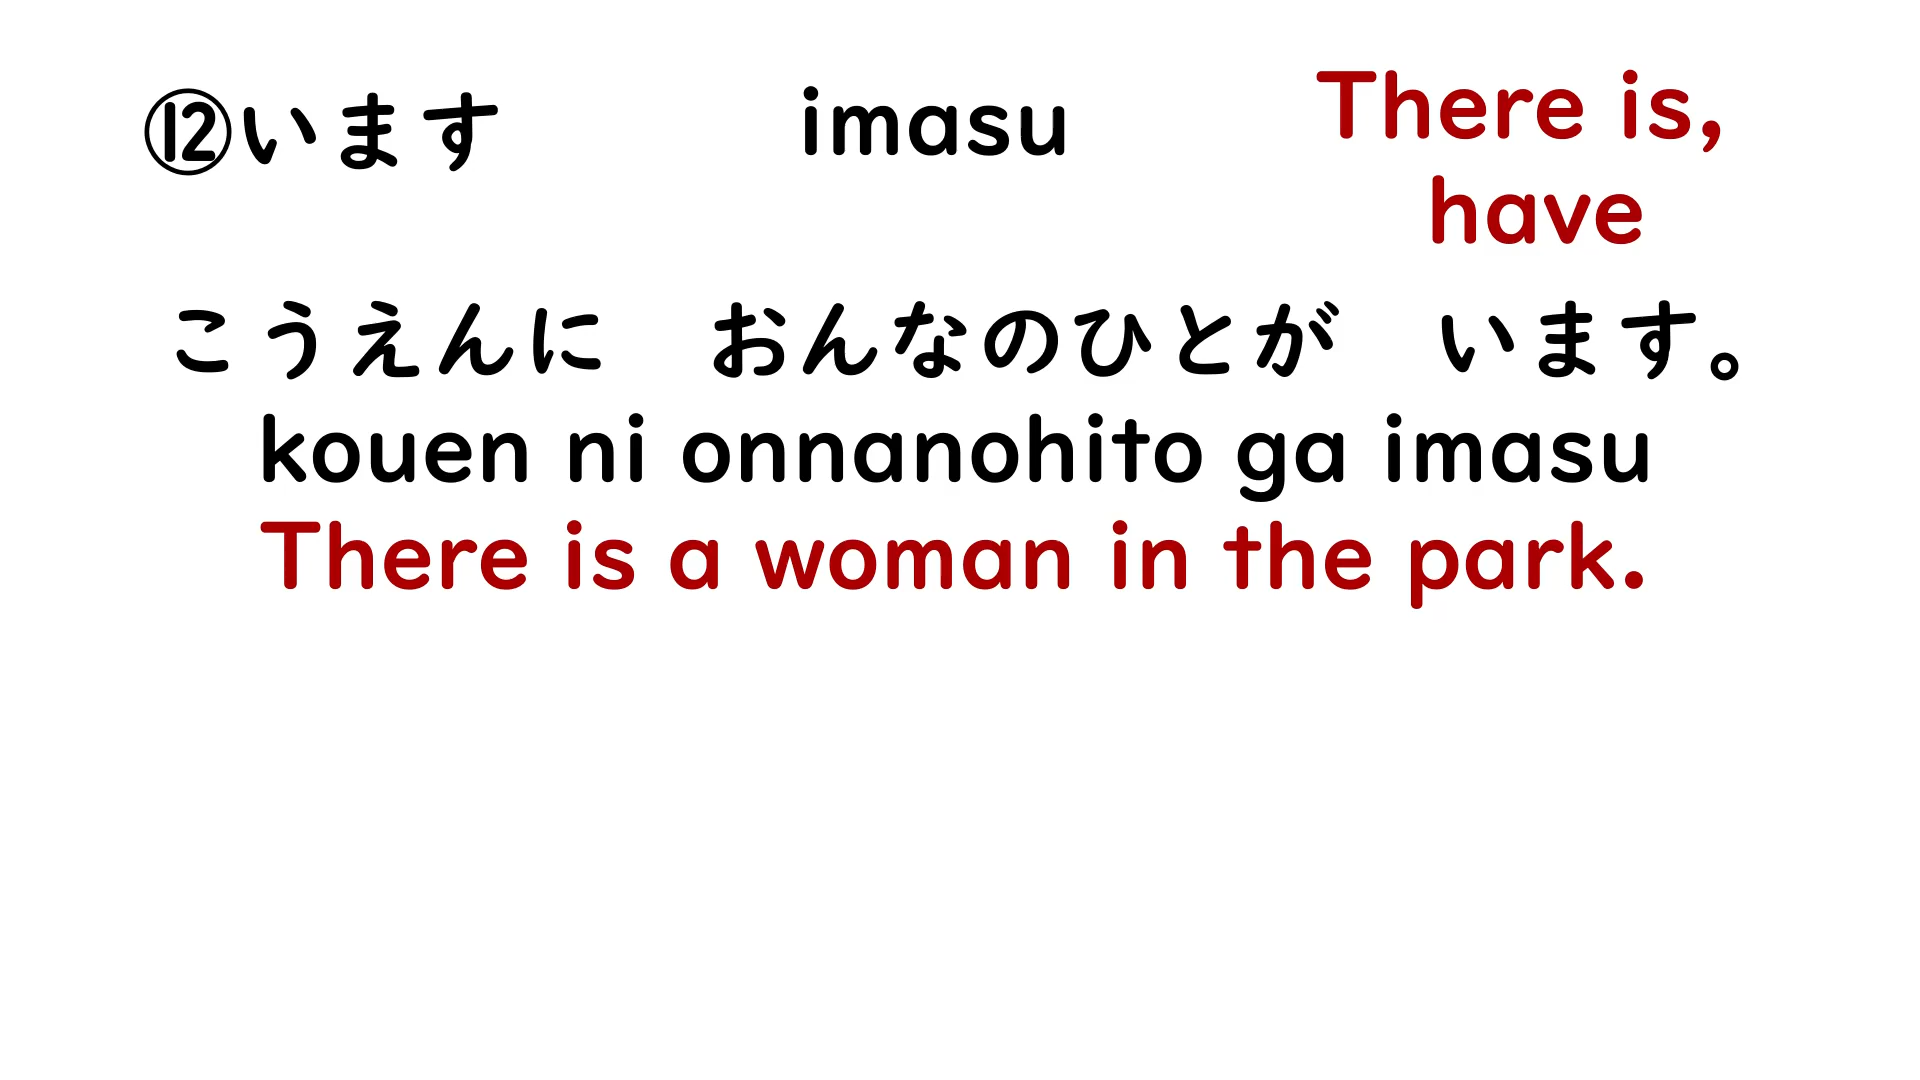 ⑫います imasu There is,
have
こうえんに　おんなのひとが　います。
kouen ni onnanohito ga imasu
There is a woman in the park.